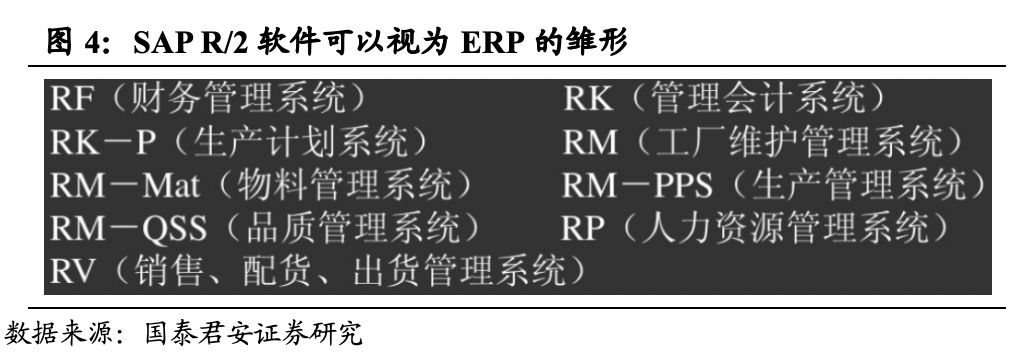 图 4：SAP R/2 软件可以视为 ERP 的雏形
RF（财务管理系统） RK（管理会计系统）
RK－P（生产计划系统） RM（工厂维护管理系统）
RM－Mat（物料管理系统） RM－PPS（生产管理系统）
RM－QSS（品质管理系统） RP（人力资源管理系统）
RV（销售、配货、出货管理系统）
数据来源：国泰君安证券研究